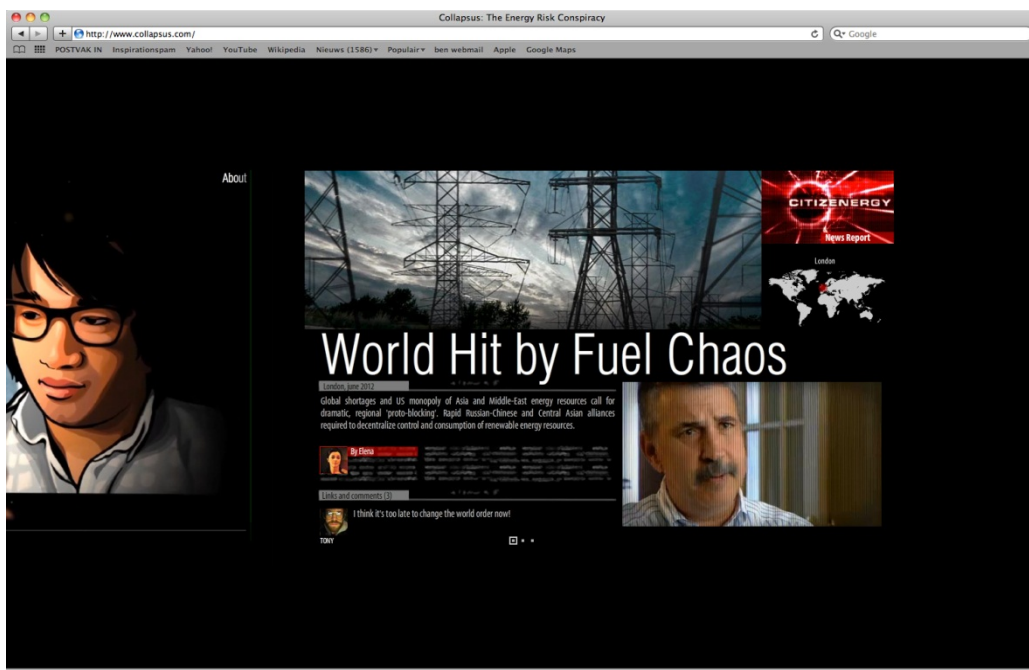 Collapsus: The Energy Risk Conspiracy
http://www.collapsus.com/
Google
POSTVAK IN Inspirationspam Yahoo! YouTube Wikipedia Nieuws (1586) Populair ben webmail Apple Google Maps
About
CITIZENERGY
News Report
London
World Hit by Fuel Chaos
London, june 2012
Global shortages and US monopoly of Asia and Middle-East energy resources call for
dramatic, regional 'proto-blocking'. Rapid Russian-Chinese and Central Asian alliances
required to decentralize control and consumption of renewable energy resources.
By Elena
Links and comments (3)
I think it's too late to change the world order now!
TONY